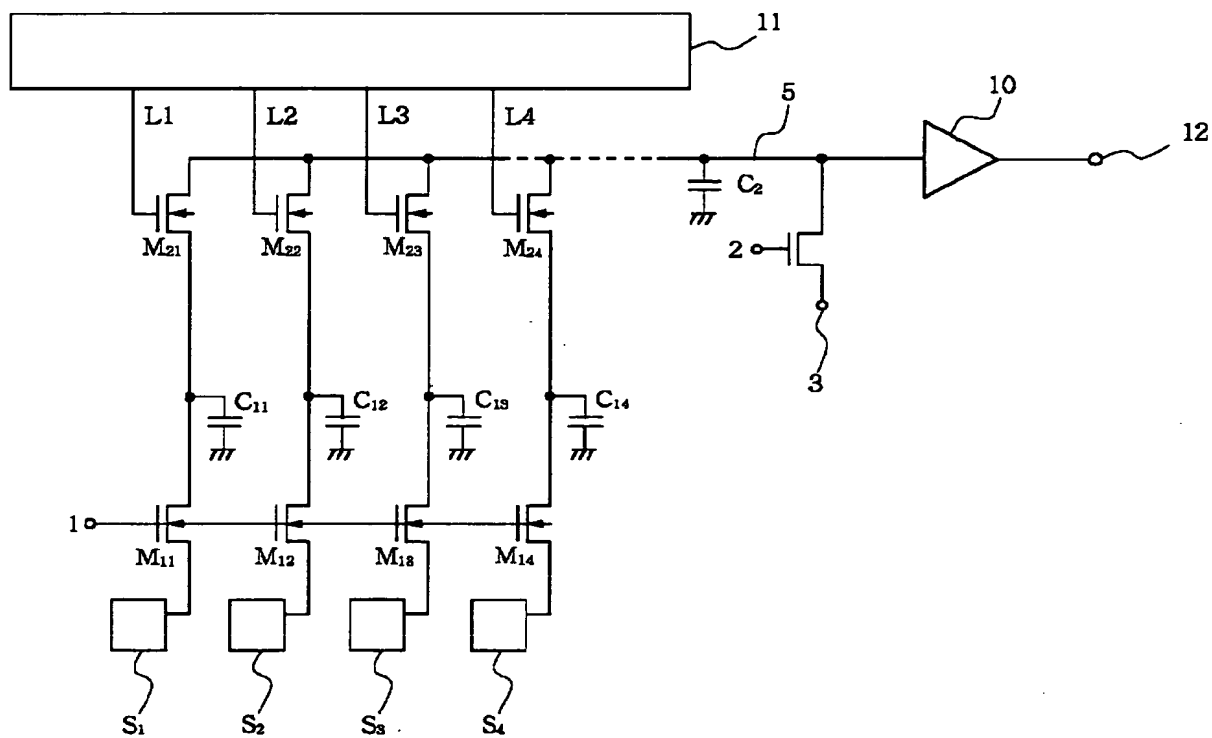 11
L1 L2 L3 L4
5
10
12
C₂
M₂₁ M₂₂ M₂₃ M₂₄
2
3
C₁₁ C₁₂ C₁₃ C₁₄
1
M₁₁ M₁₂ M₁₃ M₁₄
S₁ S₂ S₃ S₄